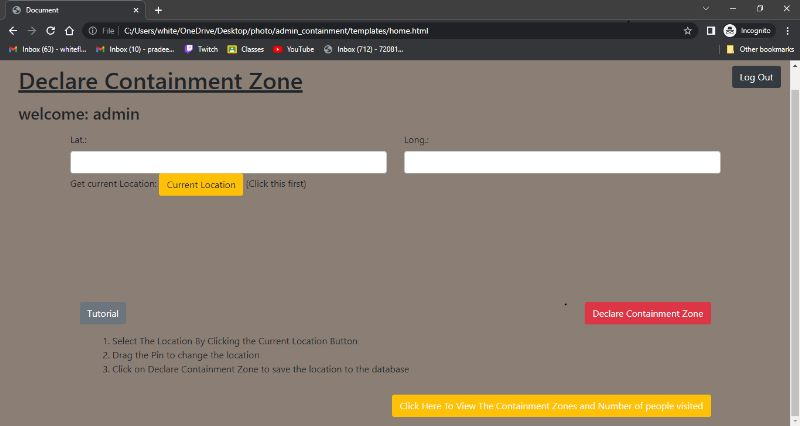 Document
File C:/Users/white/OneDrive/Desktop/photo/admin_containment/templates/home.html
Incognito
Inbox (63) - whitefl... Inbox (10) - pradee... Twitch Classes YouTube Inbox (712) - 72081... Other bookmarks
Declare Containment Zone
Log Out
welcome: admin
Lat.: Long.:
Get current Location: Current Location (Click this first)
Tutorial
Declare Containment Zone
1. Select The Location By Clicking the Current Location Button
2. Drag the Pin to change the location
3. Click on Declare Containment Zone to save the location to the database
Click Here To View The Containment Zones and Number of people visited